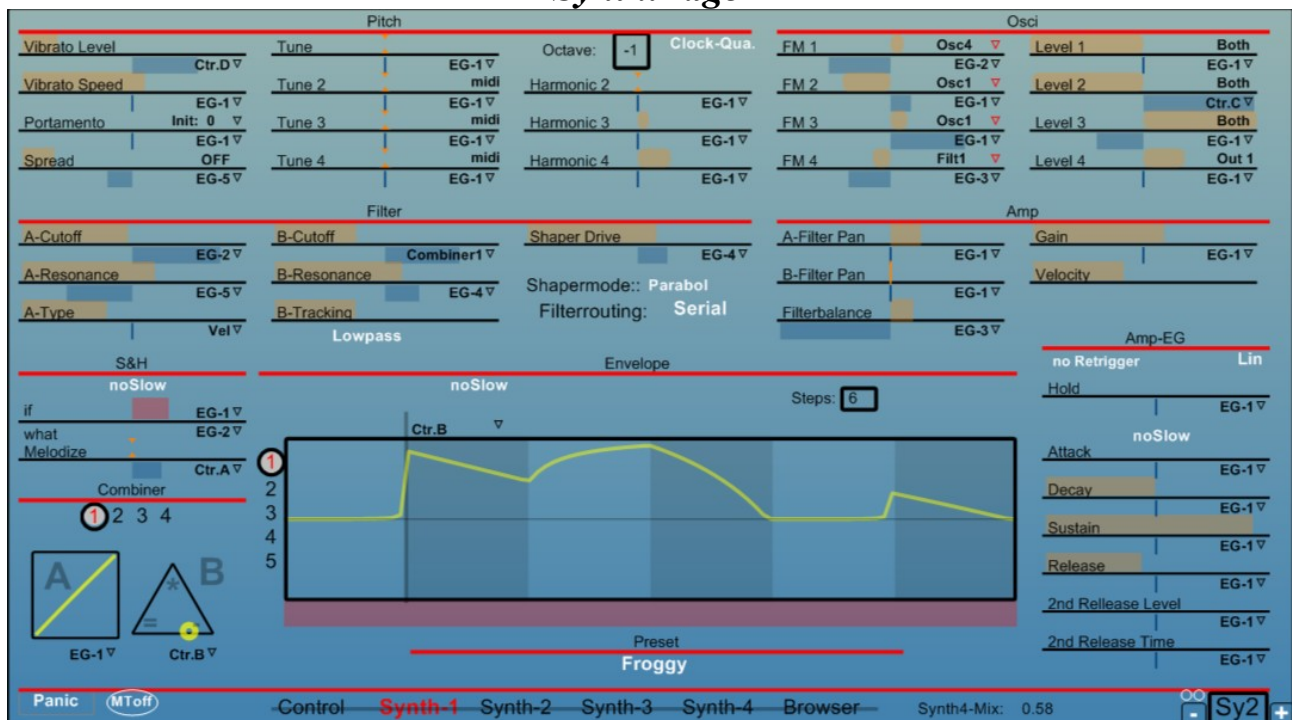 Pitch
Vibrato Level
Ctr.D
Vibrato Speed
EG-1
Portamento Init: 0
EG-1
Spread OFF
EG-5
Tune
EG-1
Tune 2 midi
EG-1
Tune 3 midi
EG-1
Tune 4 midi
EG-1
Octave: -1 Clock-Qua.
Harmonic 2
EG-1
Harmonic 3
EG-1
Harmonic 4
EG-1
Osci
FM 1 Osc4
EG-2
FM 2 Osc1
EG-1
FM 3 Osc1
EG-1
FM 4 Filt1
EG-3
Level 1 Both
EG-1
Level 2 Both
Ctr.C
Level 3 Both
EG-1
Level 4 Out 1
EG-1
Filter
A-Cutoff
EG-2
A-Resonance
EG-5
A-Type
Vel
B-Cutoff
Combiner1
B-Resonance
EG-4
B-Tracking
Lowpass
Shaper Drive
EG-4
Shapermode:: Parabol
Filterrouting: Serial
Amp
A-Filter Pan
EG-1
B-Filter Pan
EG-1
Filterbalance
EG-3
Gain
EG-1
Velocity
S&H
noSlow
if EG-1
what EG-2
Melodize
Ctr.A
Combiner
1 2 3 4
A
B
*
=
EG-1 Ctr.B
Envelope
noSlow
Steps: 6
Ctr.B
1
2
3
4
5
Amp-EG
no Retrigger Lin
Hold
EG-1
noSlow
Attack
EG-1
Decay
EG-1
Sustain
EG-1
Release
EG-1
2nd Rellease Level
EG-1
2nd Release Time
EG-1
Preset
Froggy
Panic MToff Control Synth-1 Synth-2 Synth-3 Synth-4 Browser Synth4-Mix: 0.58 - Sy2 +